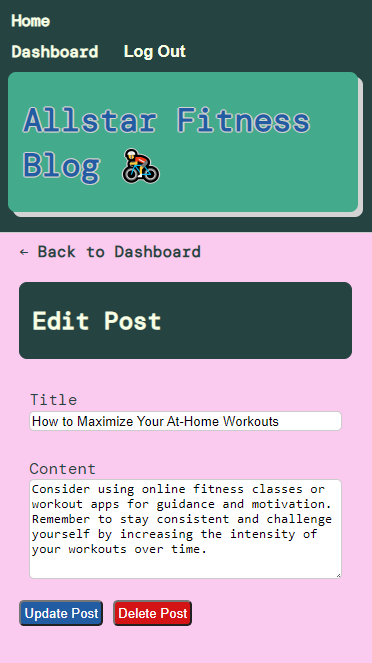 Home
Dashboard Log Out
Allstar Fitness
Blog 🚴
← Back to Dashboard
Edit Post
Title
How to Maximize Your At-Home Workouts
Content
Consider using online fitness classes or
workout apps for guidance and motivation.
Remember to stay consistent and challenge
yourself by increasing the intensity of
your workouts over time.
Update Post Delete Post